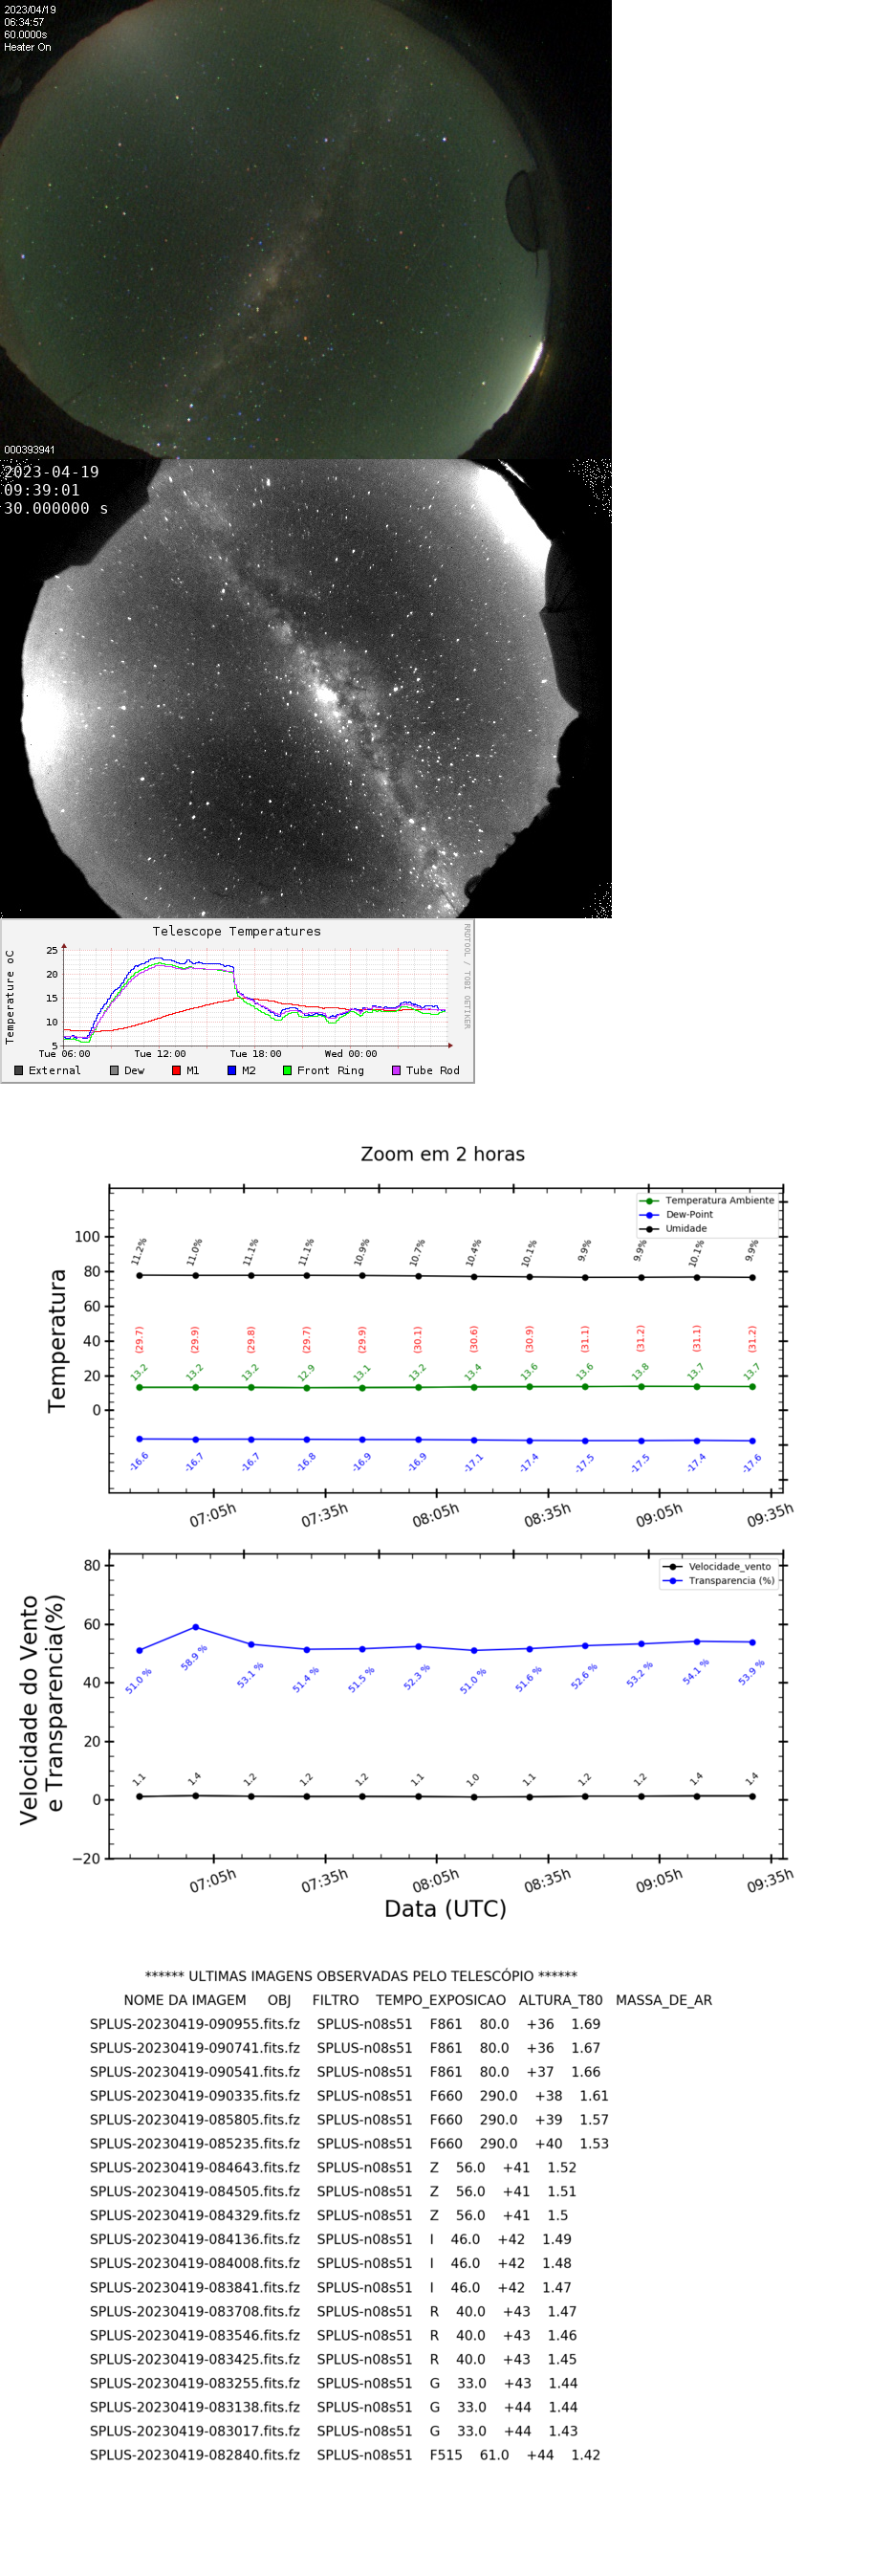 2023/04/19
06:34:57
60.0000s
Heater On
000393941
2023-04-19
09:39:01
30.000000 s
Telescope Temperatures
RRDTOOL / TOBI OETIKER
Temperature oC
25
20
15
10
5
Tue 06:00 Tue 12:00 Tue 18:00 Wed 00:00
External Dew M1 M2 Front Ring Tube Rod
Zoom em 2 horas
Temperatura Ambiente
Dew-Point
Umidade
Temperatura
100
80
60
40
20
0
11.2% 11.0% 11.1% 11.1% 10.9% 10.7% 10.4% 10.1% 9.9% 9.9% 10.1% 9.9%
(29.7) (29.9) (29.8) (29.7) (29.9) (30.1) (30.6) (30.9) (31.1) (31.2) (31.1) (31.2)
13.2 13.2 13.2 12.9 13.1 13.2 13.4 13.6 13.6 13.8 13.7 13.7
-16.6 -16.7 -16.7 -16.8 -16.9 -16.9 -17.1 -17.4 -17.5 -17.5 -17.4 -17.6
07:05h 07:35h 08:05h 08:35h 09:05h 09:35h
Velocidade_vento
Transparencia (%)
Velocidade do Vento
e Transparencia(%)
80
60
40
20
0
−20
51.0 % 58.9 % 53.1 % 51.4 % 51.5 % 52.3 % 51.0 % 51.6 % 52.6 % 53.2 % 54.1 % 53.9 %
1.1 1.4 1.2 1.2 1.2 1.1 1.0 1.1 1.2 1.2 1.4 1.4
07:05h 07:35h 08:05h 08:35h 09:05h 09:35h
Data (UTC)
****** ULTIMAS IMAGENS OBSERVADAS PELO TELESCÓPIO ******
NOME DA IMAGEM OBJ FILTRO TEMPO_EXPOSICAO ALTURA_T80 MASSA_DE_AR
SPLUS-20230419-090955.fits.fz SPLUS-n08s51 F861 80.0 +36 1.69
SPLUS-20230419-090741.fits.fz SPLUS-n08s51 F861 80.0 +36 1.67
SPLUS-20230419-090541.fits.fz SPLUS-n08s51 F861 80.0 +37 1.66
SPLUS-20230419-090335.fits.fz SPLUS-n08s51 F660 290.0 +38 1.61
SPLUS-20230419-085805.fits.fz SPLUS-n08s51 F660 290.0 +39 1.57
SPLUS-20230419-085235.fits.fz SPLUS-n08s51 F660 290.0 +40 1.53
SPLUS-20230419-084643.fits.fz SPLUS-n08s51 Z 56.0 +41 1.52
SPLUS-20230419-084505.fits.fz SPLUS-n08s51 Z 56.0 +41 1.51
SPLUS-20230419-084329.fits.fz SPLUS-n08s51 Z 56.0 +41 1.5
SPLUS-20230419-084136.fits.fz SPLUS-n08s51 I 46.0 +42 1.49
SPLUS-20230419-084008.fits.fz SPLUS-n08s51 I 46.0 +42 1.48
SPLUS-20230419-083841.fits.fz SPLUS-n08s51 I 46.0 +42 1.47
SPLUS-20230419-083708.fits.fz SPLUS-n08s51 R 40.0 +43 1.47
SPLUS-20230419-083546.fits.fz SPLUS-n08s51 R 40.0 +43 1.46
SPLUS-20230419-083425.fits.fz SPLUS-n08s51 R 40.0 +43 1.45
SPLUS-20230419-083255.fits.fz SPLUS-n08s51 G 33.0 +43 1.44
SPLUS-20230419-083138.fits.fz SPLUS-n08s51 G 33.0 +44 1.44
SPLUS-20230419-083017.fits.fz SPLUS-n08s51 G 33.0 +44 1.43
SPLUS-20230419-082840.fits.fz SPLUS-n08s51 F515 61.0 +44 1.42